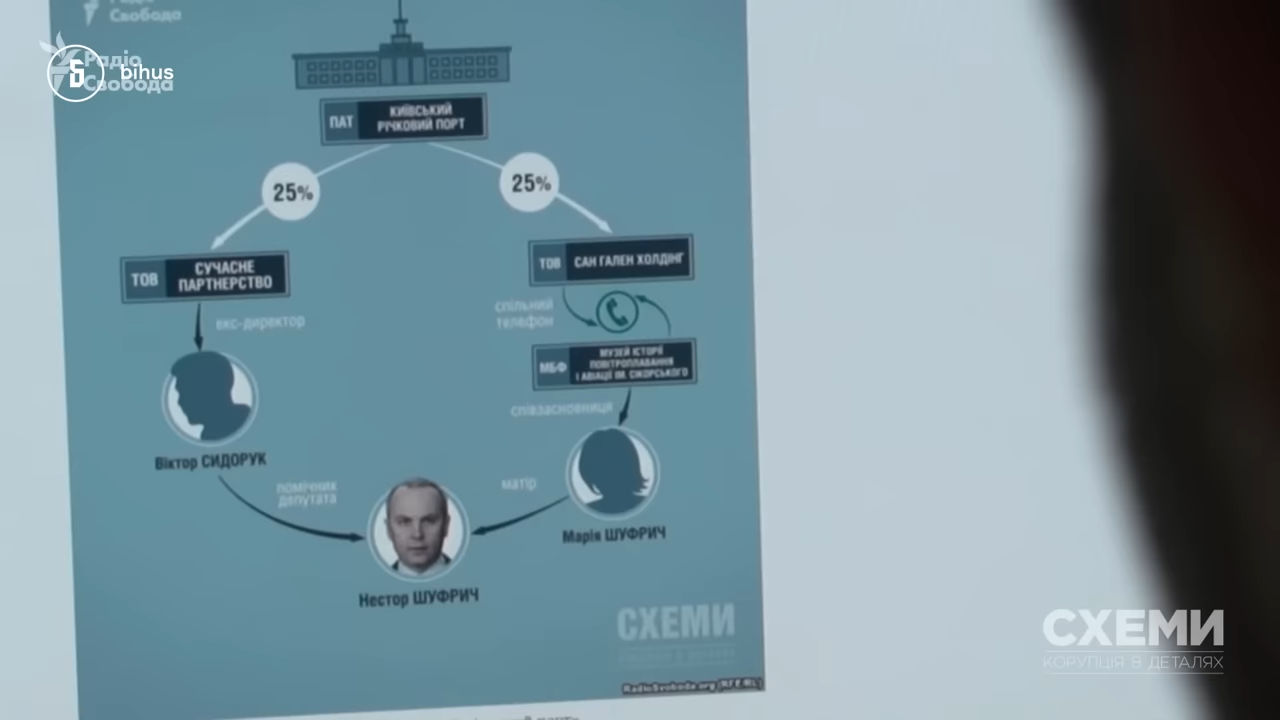 Радіо
Свобода
Радіо
Свобода
Б bihus
ПАТ КИЇВСЬКИЙ
РІЧКОВИЙ ПОРТ
25%
25%
ТОВ СУЧАСНЕ
ПАРТНЕРСТВО
ТОВ САН ГАЛЕН ХОЛДІНГ
екс-директор
спільний
телефон
МБФ МУЗЕЙ ІСТОРІЇ
ПОВІТРОПЛАВАННЯ
І АВІАЦІЇ ІМ. СІКОРСЬКОГО
співзасновниця
Віктор СИДОРУК
помічник
депутата
матір
Марія ШУФРИЧ
Нестор ШУФРИЧ
СХЕМИ
RadioSvoboda.org (RFE/RL)
СХЕМИ
КОРУПЦІЯ В ДЕТАЛЯХ